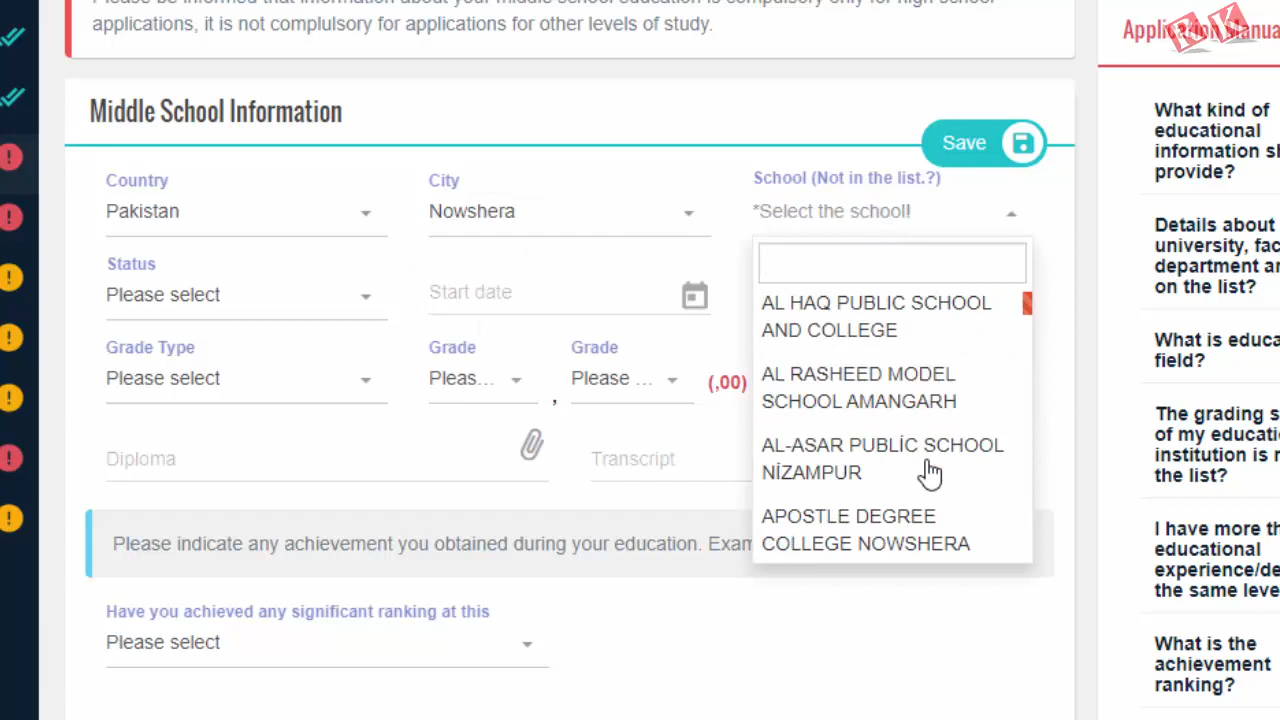 applications, it is not complulsory for applications for other levels of study.
Middle School Information
Save
Country
Pakistan
City
Nowshera
School (Not in the list.?)
*Select the school!
AL HAQ PUBLIC SCHOOL
AND COLLEGE
AL RASHEED MODEL
SCHOOL AMANGARH
AL-ASAR PUBLİC SCHOOL
NİZAMPUR
APOSTLE DEGREE
COLLEGE NOWSHERA
Status
Please select
Start date
Grade Type
Please select
Grade
Pleas...
,
Grade
Please ...
(,00)
Diploma
Transcript
Please indicate any achievement you obtained during your education. Exam
Have you achieved any significant ranking at this
Please select
RK
Application Manua
What kind of
educational
information sh
provide?
Details about
university, fac
department an
on the list?
What is educa
field?
The grading s
of my educati
institution is n
the list?
I have more th
educational
experience/de
the same leve
What is the
achievement
ranking?